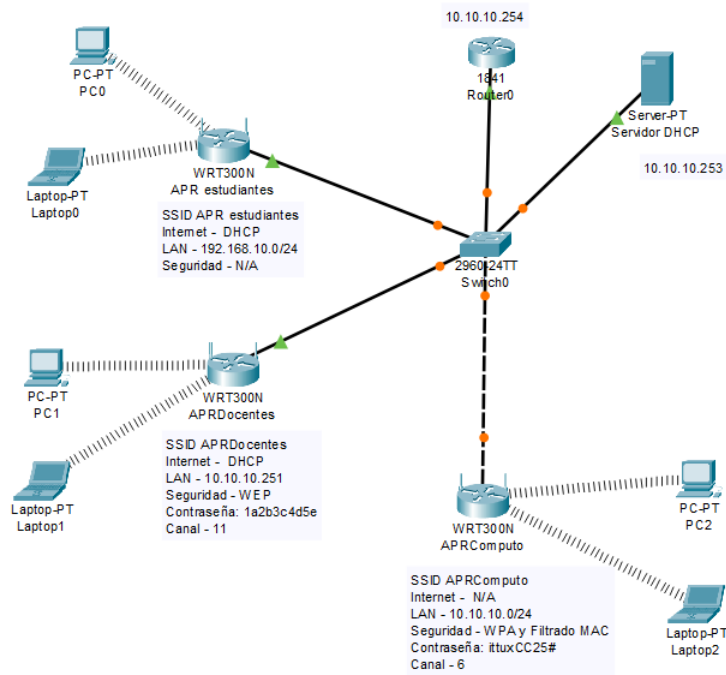 10.10.10.254
1841
Router0
PC-PT
PC0
Server-PT
Servidor DHCP
10.10.10.253
WRT300N
APR estudiantes
Laptop-PT
Laptop0
SSID APR estudiantes
Internet - DHCP
LAN - 192.168.10.0/24
Seguridad - N/A
2960-24TT
Switch0
PC-PT
PC1
WRT300N
APRDocentes
SSID APRDocentes
Internet - DHCP
LAN - 10.10.10.251
Seguridad - WEP
Contraseña: 1a2b3c4d5e
Canal - 11
Laptop-PT
Laptop1
WRT300N
APRComputo
PC-PT
PC2
SSID APRComputo
Internet - N/A
LAN - 10.10.10.0/24
Seguridad - WPA y Filtrado MAC
Contraseña: ittuxCC25#
Canal - 6
Laptop-PT
Laptop2